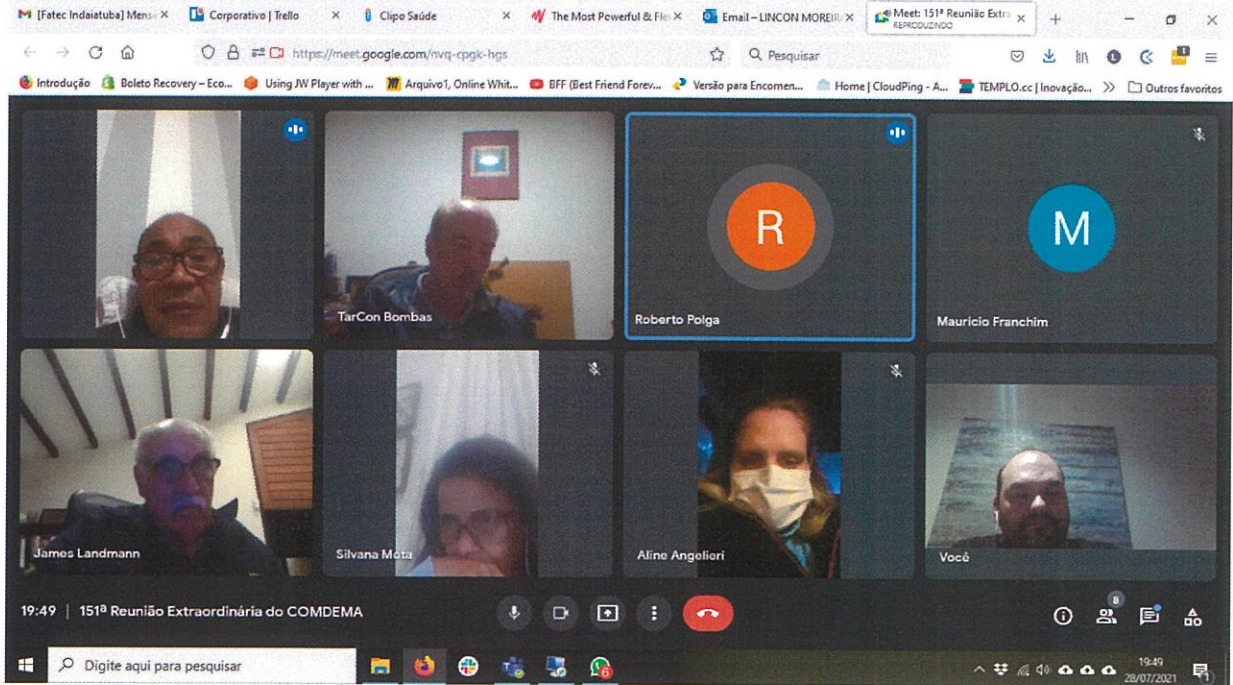 [Fatec Indaiatuba] Mens
Corporativo | Trello
Clipo Saúde
The Most Powerful & Fle
Email – LINCON MOREIR
Meet: 151ª Reunião Extra
REPRODUZINDO
https://meet.google.com/nvq-cpgk-hgs
Pesquisar
Introdução
Boleto Recovery – Eco...
Using JW Player with ...
Arquivo1, Online Whit...
BFF (Best Friend Forev...
Versão para Encomen...
Home | CloudPing - A...
TEMPLO.cc | Inovação...
Outros favoritos
TarCon Bombas
R
Roberto Polga
M
Mauricio Franchim
James Landmann
Silvana Mota
Aline Angelieri
Você
19:49 | 151ª Reunião Extraordinária do COMDEMA
8
Digite aqui para pesquisar
19:49
28/07/2021